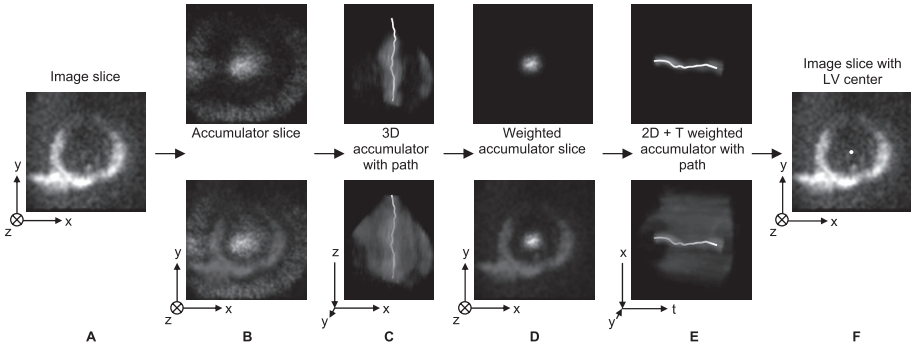 Image slice
Accumulator slice
3D
accumulator
with path
Weighted
accumulator slice
2D + T weighted
accumulator with
path
Image slice with
LV center
y
x
z
y
x
z
z
x
y
y
x
z
x
t
y
y
x
z
A
B
C
D
E
F